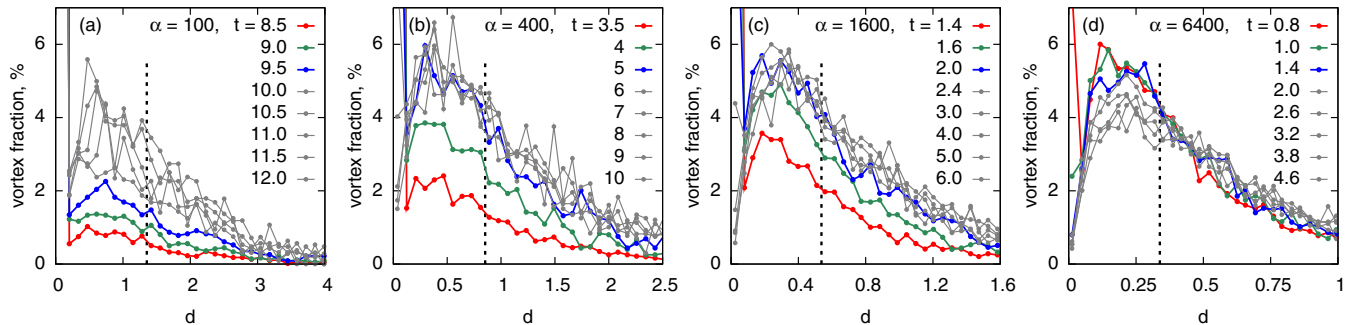 (a) α = 100, t = 8.5
9.0
9.5
10.0
10.5
11.0
11.5
12.0
vortex fraction, %
6
4
2
0
0 1 2 3 4
d
(b) α = 400, t = 3.5
4
5
6
7
8
9
10
vortex fraction, %
6
4
2
0
0 0.5 1 1.5 2 2.5
d
(c) α = 1600, t = 1.4
1.6
2.0
2.4
3.0
4.0
5.0
6.0
vortex fraction, %
6
4
2
0
0 0.4 0.8 1.2 1.6
d
(d) α = 6400, t = 0.8
1.0
1.4
2.0
2.6
3.2
3.8
4.6
vortex fraction, %
6
4
2
0
0 0.25 0.5 0.75 1
d